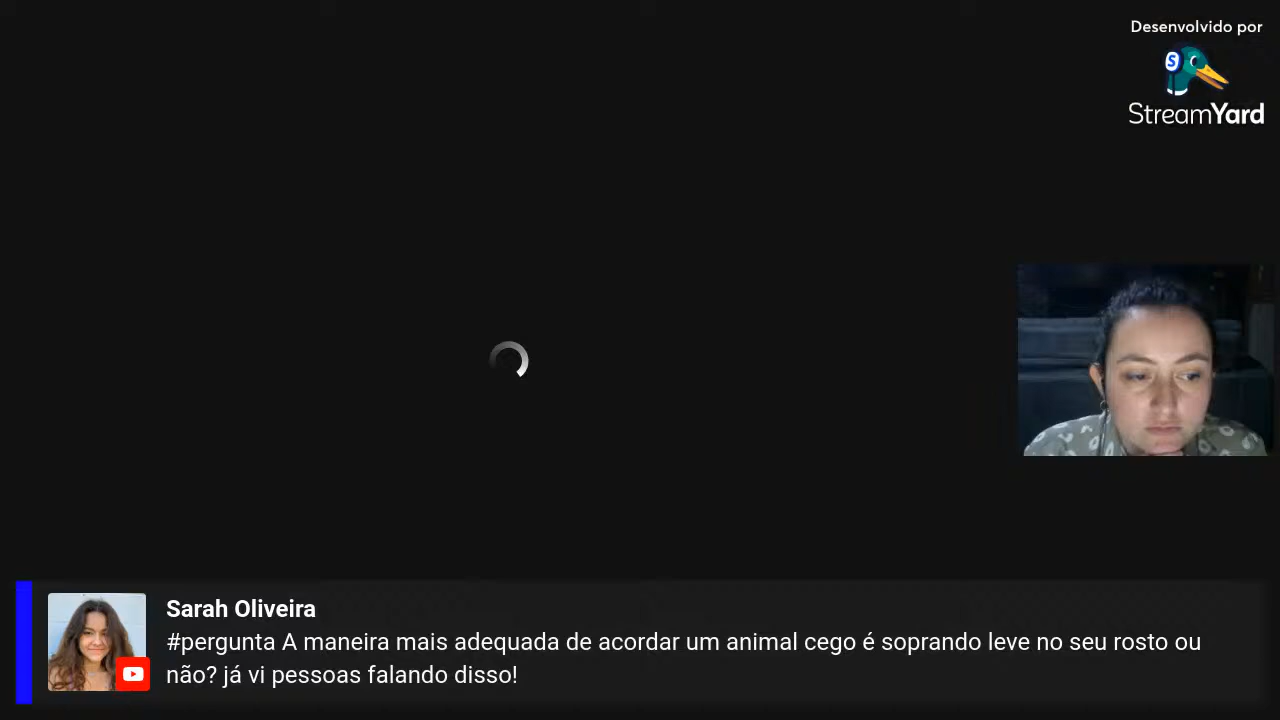 Desenvolvido por
S
StreamYard
Sarah Oliveira
#pergunta A maneira mais adequada de acordar um animal cego é soprando leve no seu rosto ou
não? já vi pessoas falando disso!